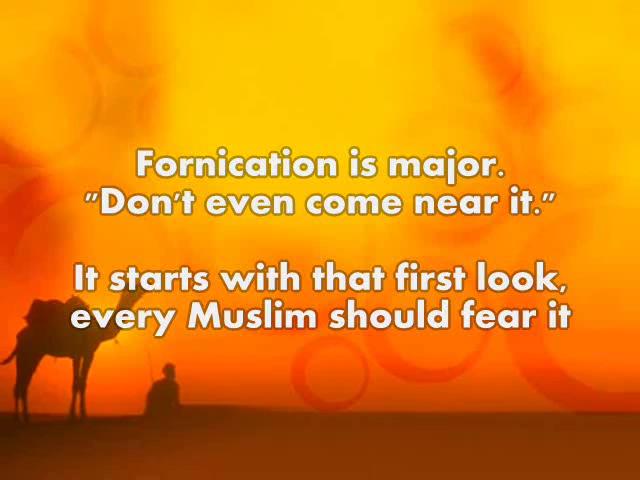 Fornication is major.
"Don't even come near it."
It starts with that first look,
every Muslim should fear it